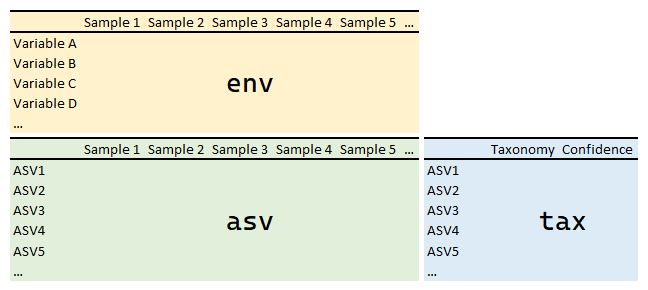 Sample 1 Sample 2 Sample 3 Sample 4 Sample 5 ...
Variable A
Variable B
Variable C
Variable D
...
env
Sample 1 Sample 2 Sample 3 Sample 4 Sample 5 ...
ASV1
ASV2
ASV3
ASV4
ASV5
...
asv
Taxonomy Confidence
ASV1
ASV2
ASV3
ASV4
ASV5
...
tax